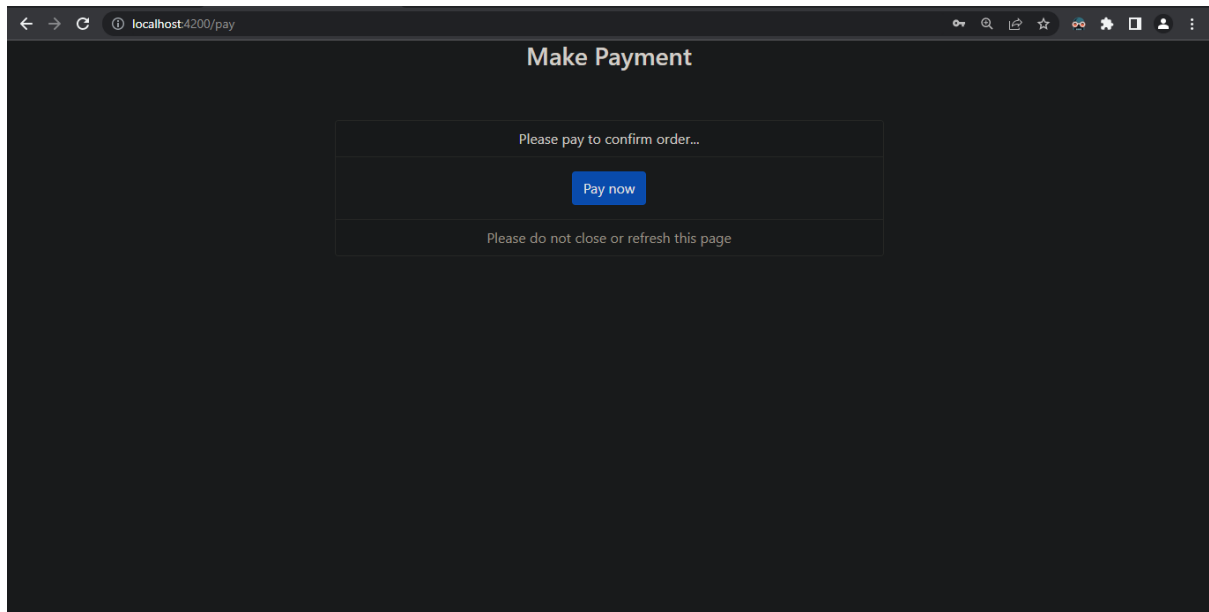 localhost:4200/pay
Make Payment
Please pay to confirm order...
Pay now
Please do not close or refresh this page